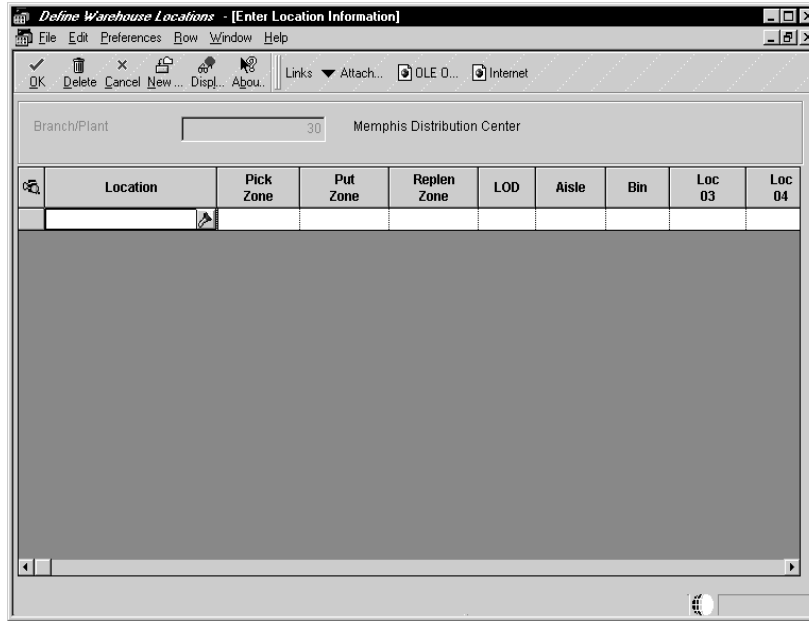 Define Warehouse Locations - [Enter Location Information]
File Edit Preferences Row Window Help
OK Delete Cancel New ... Displ... Abou.. Links Attach... OLE O... Internet
Branch/Plant 30 Memphis Distribution Center
Location Pick Zone Put Zone Replen Zone LOD Aisle Bin Loc 03 Loc 04